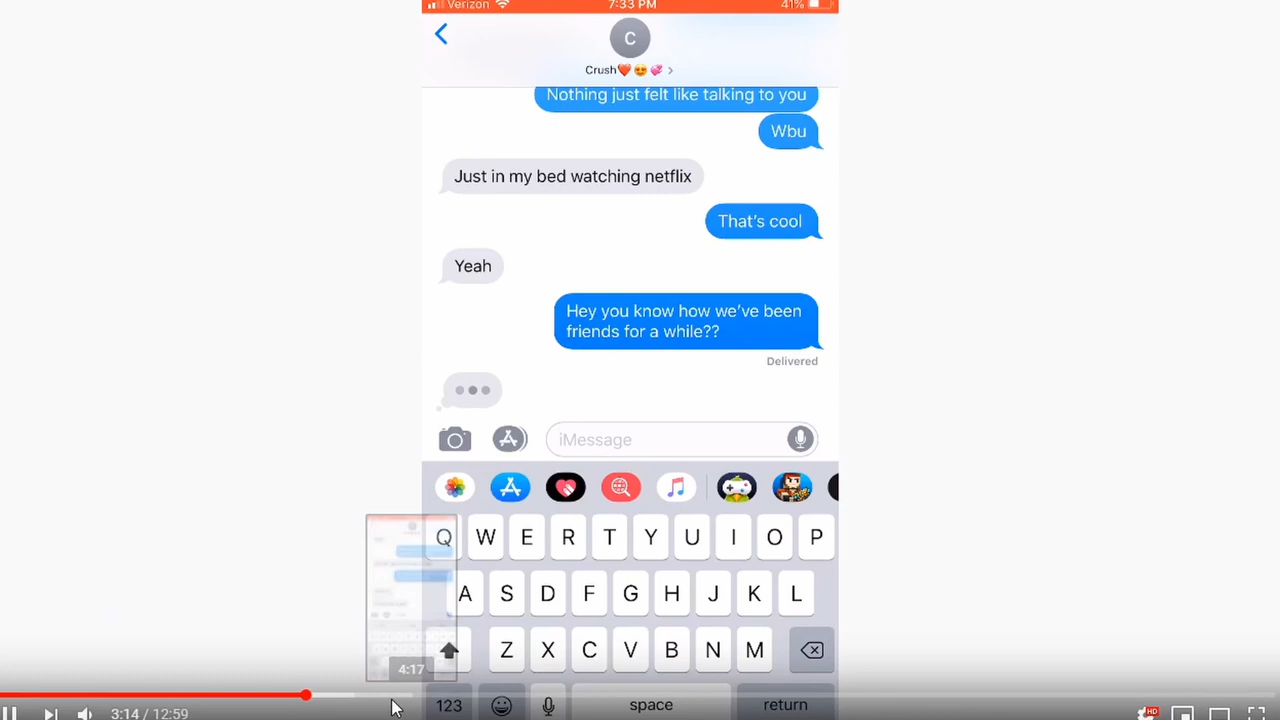 Verizon 7:33 PM 41%
C
Crush❤️😍💞 >
Nothing just felt like talking to you
Wbu
Just in my bed watching netflix
That's cool
Yeah
Hey you know how we've been
friends for a while??
Delivered
iMessage
Q W E R T Y U I O P
A S D F G H J K L
Z X C V B N M
4:17
123 space return
3:14 / 12:59 HD